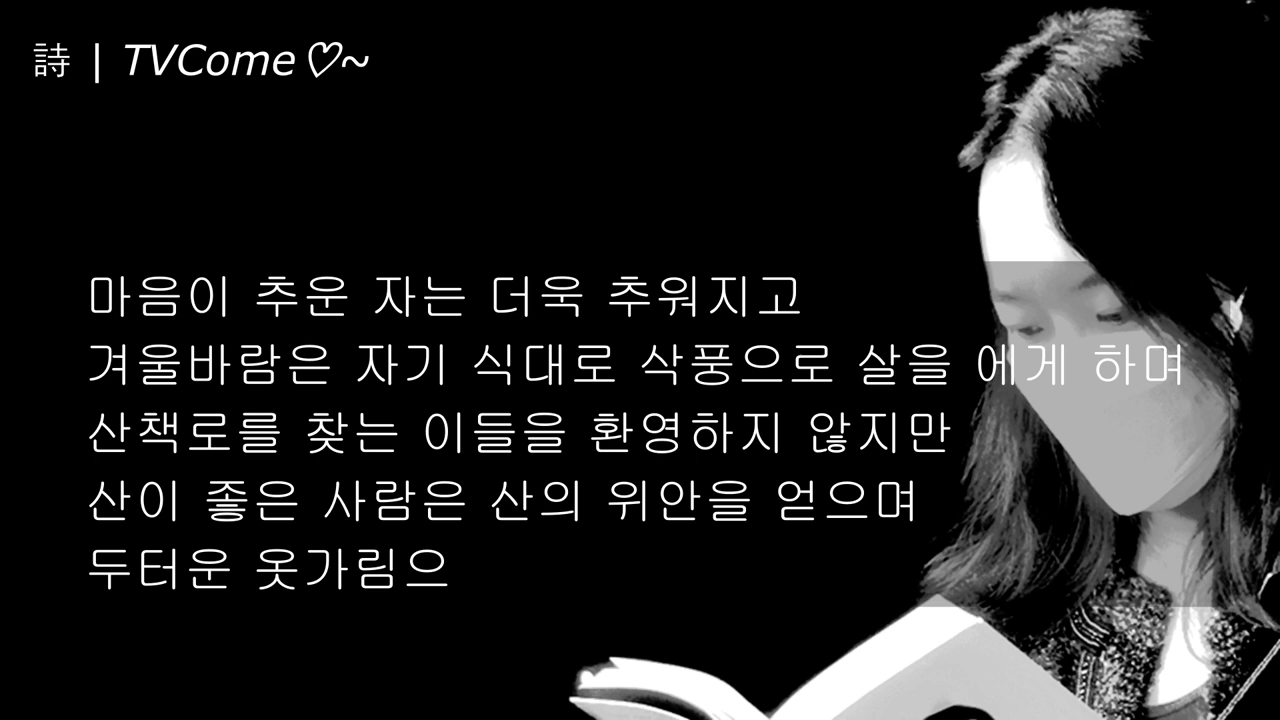 詩 | TVCome♡~
마음이 추운 자는 더욱 추워지고
겨울바람은 자기 식대로 삭풍으로 살을 에게 하며
산책로를 찾는 이들을 환영하지 않지만
산이 좋은 사람은 산의 위안을 얻으며
두터운 옷가림으